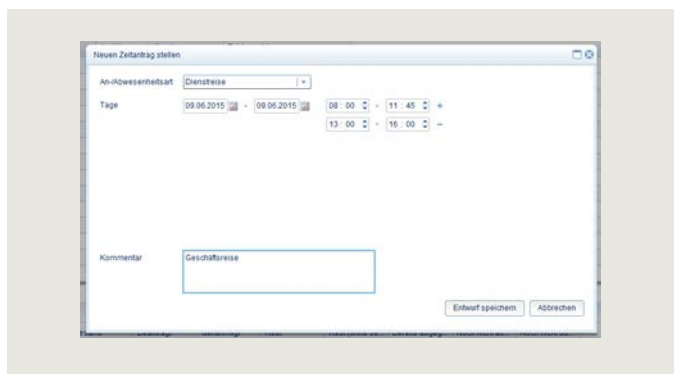 Neuen Zeitantrag stellen
An-/Abwesenheitsart Dienstreise
Tage 09.06.2015 - 09.06.2015 08 : 00 - 11 : 45 +
13 : 00 - 16 : 00 −
Kommentar Geschäftsreise
Entwurf speichern Abbrechen